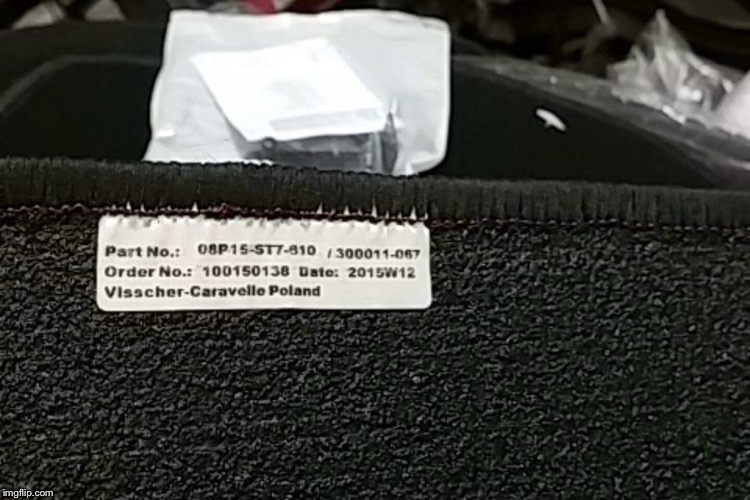 Part No.: 08P15-ST7-610 / 300011-067
Order No.: 100150138 Date: 2015W12
Visscher-Caravelle Poland
imgflip.com